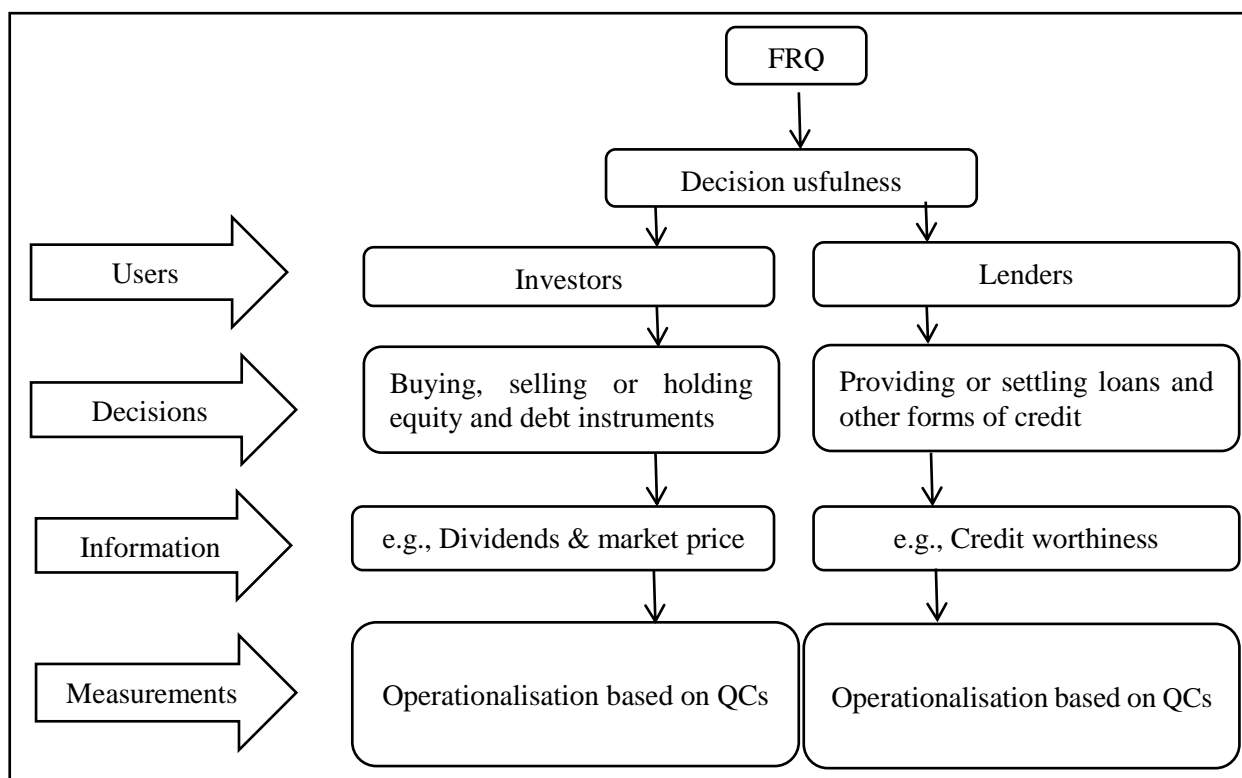 FRQ
Decision usfulness
Users
Investors
Lenders
Decisions
Buying, selling or holding
equity and debt instruments
Providing or settling loans and
other forms of credit
Information
e.g., Dividends & market price
e.g., Credit worthiness
Measurements
Operationalisation based on QCs
Operationalisation based on QCs